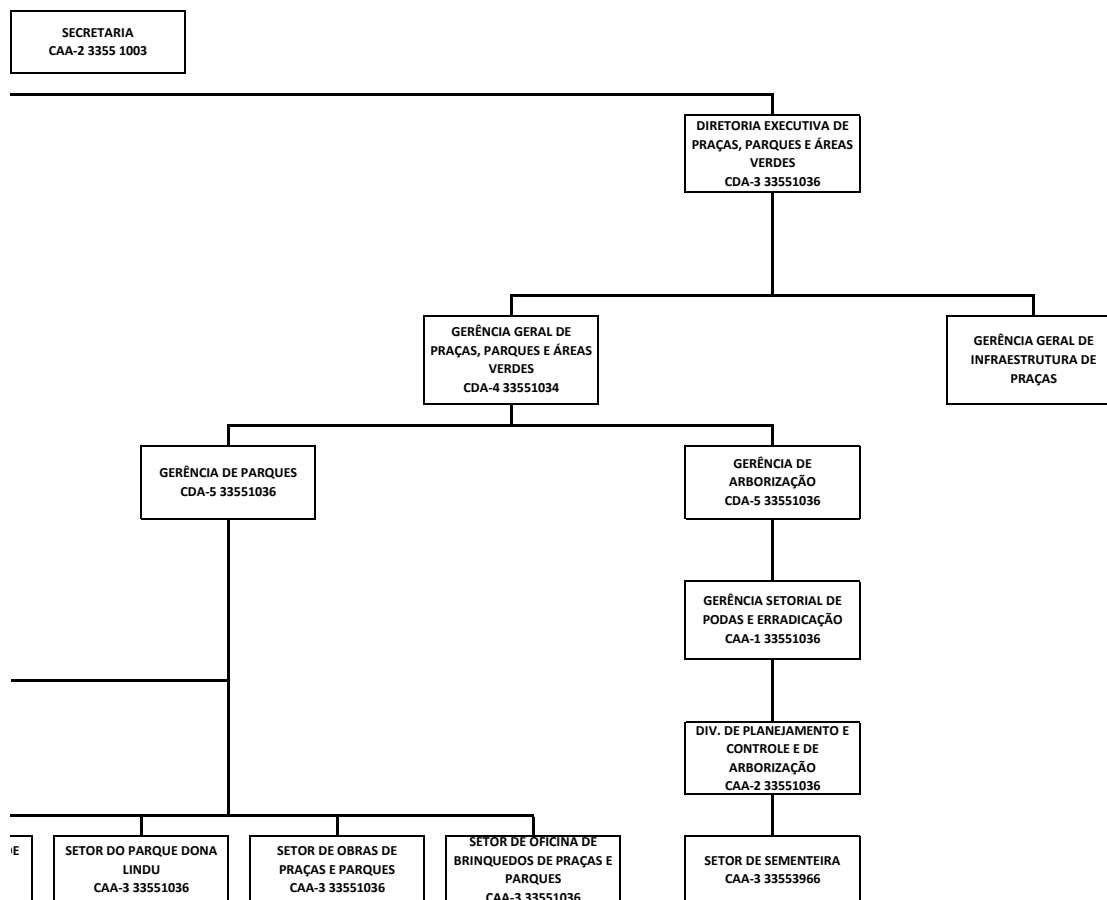 SECRETARIA
CAA-2 3355 1003
DIRETORIA EXECUTIVA DE
PRAÇAS, PARQUES E ÁREAS
VERDES
CDA-3 33551036
GERÊNCIA GERAL DE
PRAÇAS, PARQUES E ÁREAS
VERDES
CDA-4 33551034
GERÊNCIA GERAL DE
INFRAESTRUTURA DE
PRAÇAS
GERÊNCIA DE PARQUES
CDA-5 33551036
GERÊNCIA DE
ARBORIZAÇÃO
CDA-5 33551036
GERÊNCIA SETORIAL DE
PODAS E ERRADICAÇÃO
CAA-1 33551036
DIV. DE PLANEJAMENTO E
CONTROLE E DE
ARBORIZAÇÃO
CAA-2 33551036
SETOR DO PARQUE DONA
LINDU
CAA-3 33551036
SETOR DE OBRAS DE
PRAÇAS E PARQUES
CAA-3 33551036
SETOR DE OFICINA DE
BRINQUEDOS DE PRAÇAS E
PARQUES
CAA-3 33551036
SETOR DE SEMENTEIRA
CAA-3 33553966